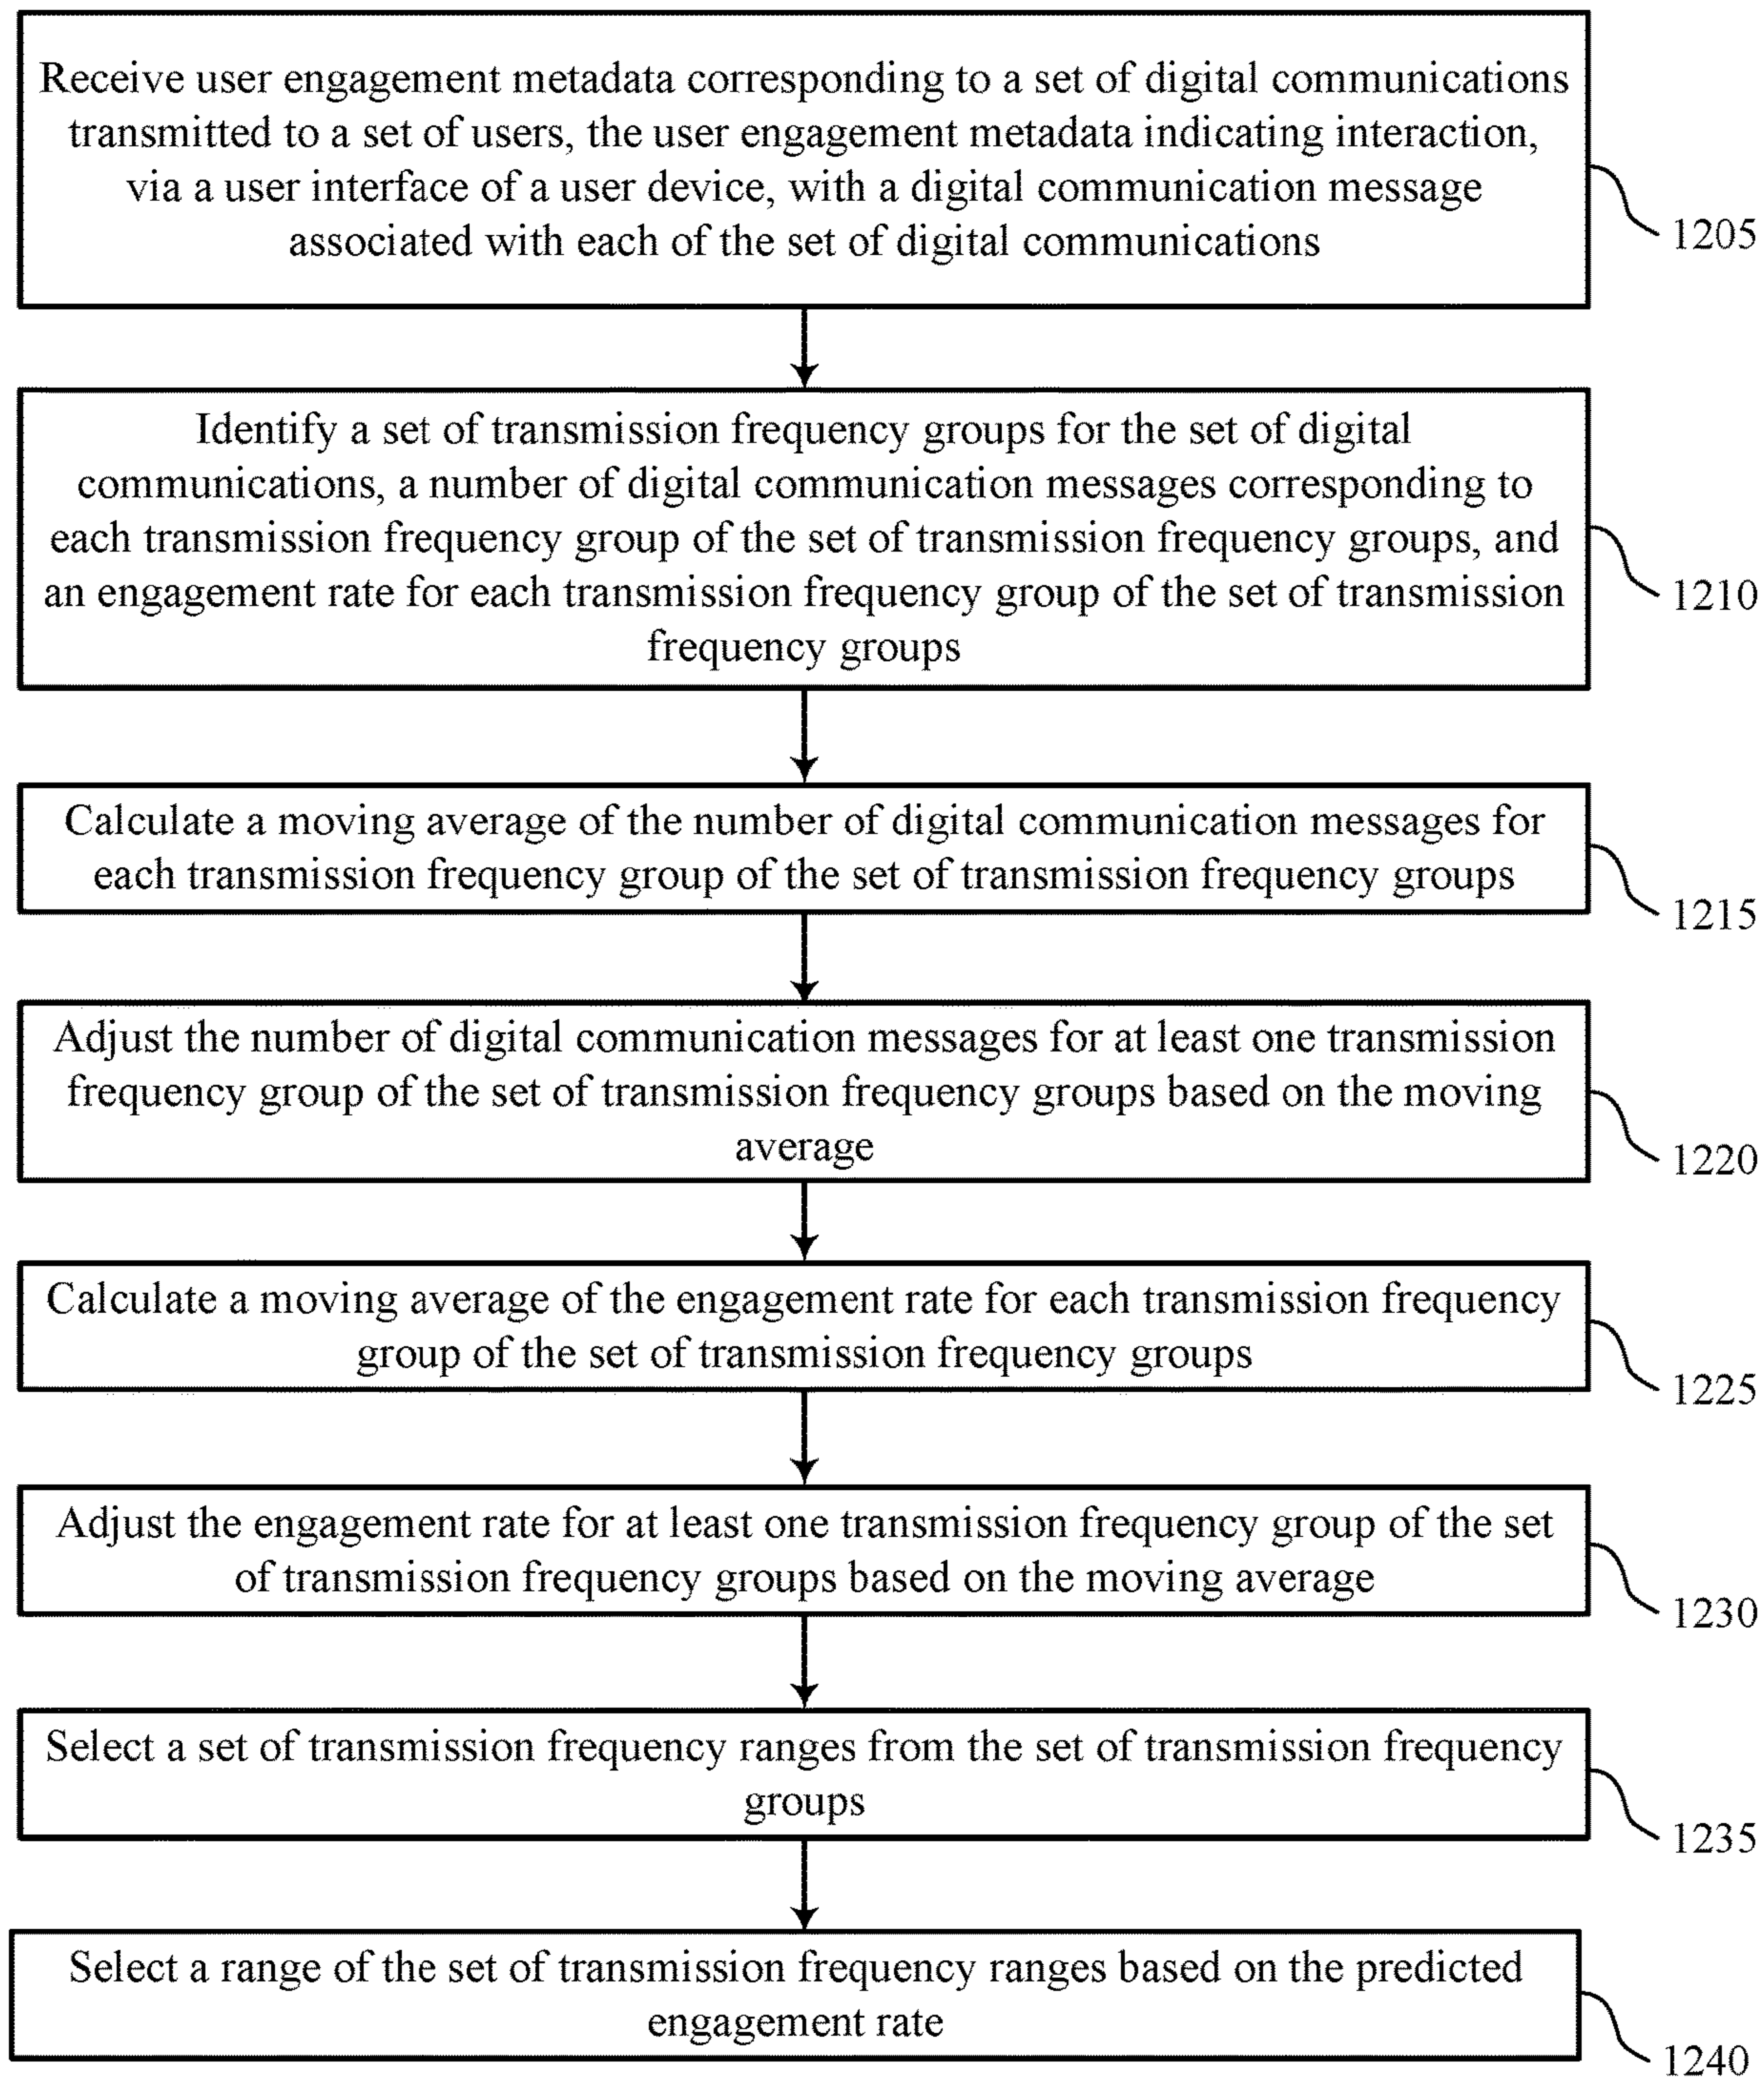 Receive user engagement metadata corresponding to a set of digital communications
transmitted to a set of users, the user engagement metadata indicating interaction,
via a user interface of a user device, with a digital communication message
associated with each of the set of digital communications
1205
Identify a set of transmission frequency groups for the set of digital
communications, a number of digital communication messages corresponding to
each transmission frequency group of the set of transmission frequency groups, and
an engagement rate for each transmission frequency group of the set of transmission
frequency groups
1210
Calculate a moving average of the number of digital communication messages for
each transmission frequency group of the set of transmission frequency groups
1215
Adjust the number of digital communication messages for at least one transmission
frequency group of the set of transmission frequency groups based on the moving
average
1220
Calculate a moving average of the engagement rate for each transmission frequency
group of the set of transmission frequency groups
1225
Adjust the engagement rate for at least one transmission frequency group of the set
of transmission frequency groups based on the moving average
1230
Select a set of transmission frequency ranges from the set of transmission frequency
groups
1235
Select a range of the set of transmission frequency ranges based on the predicted
engagement rate
1240